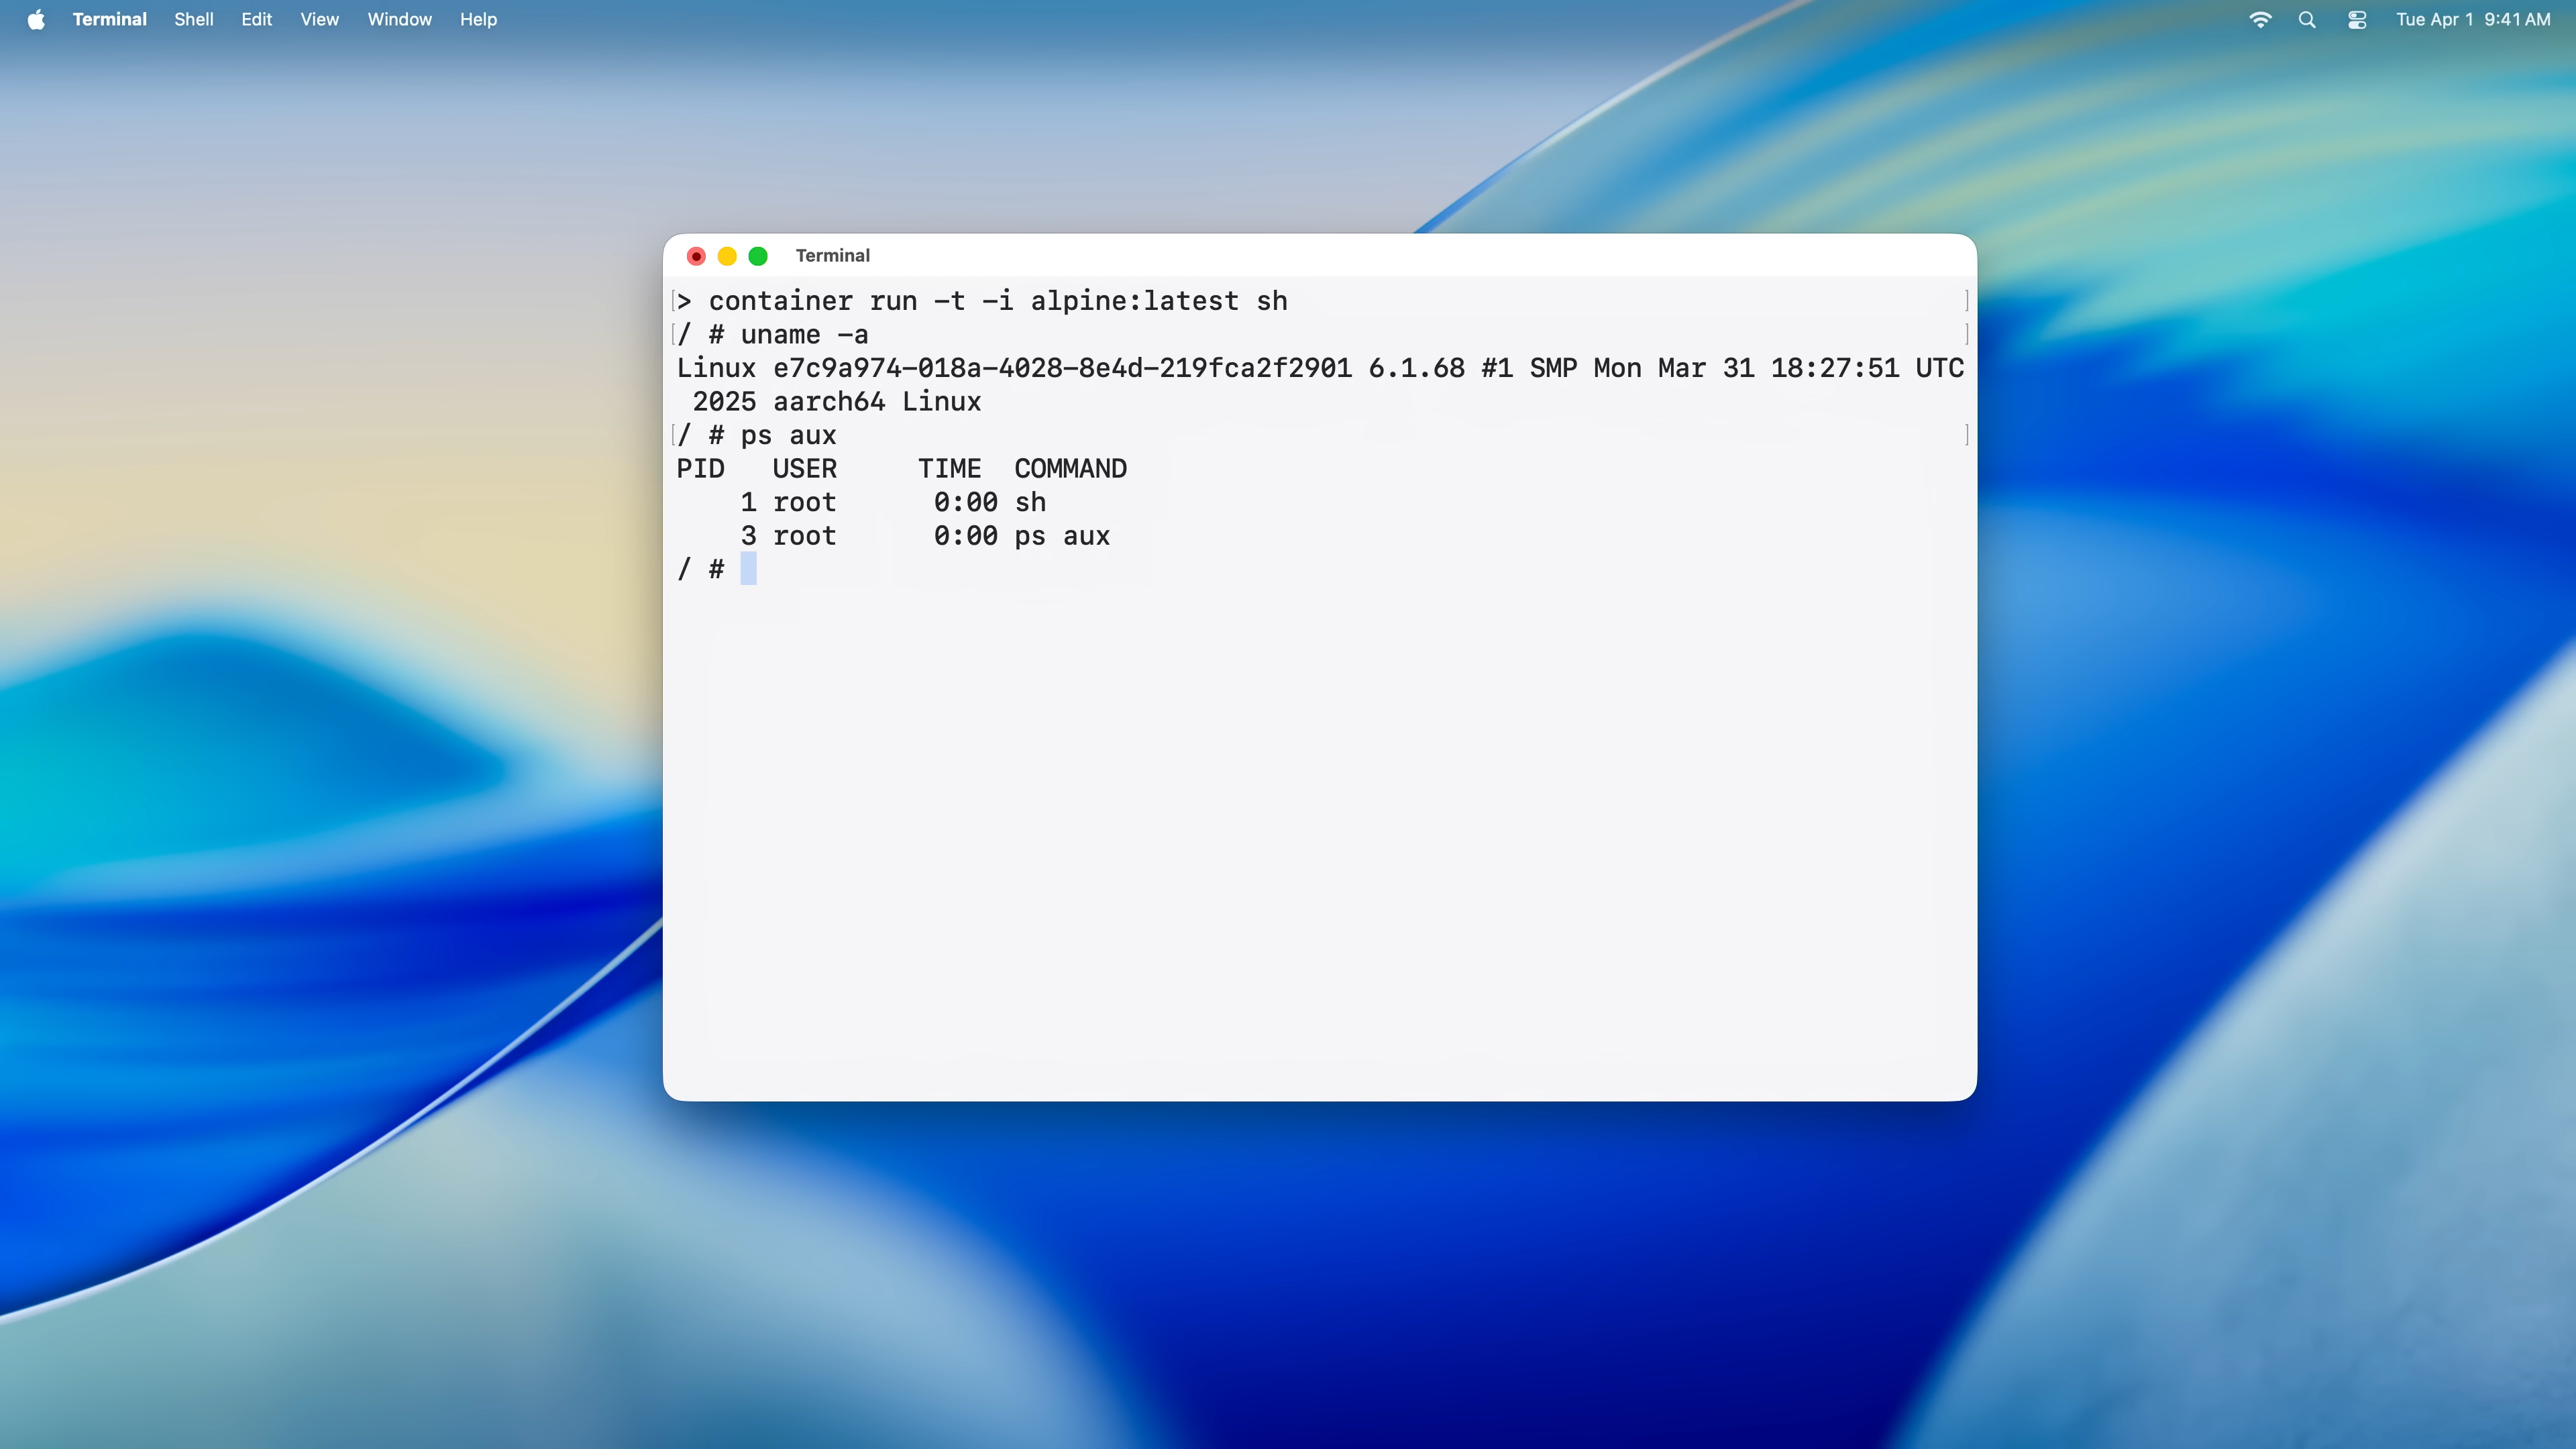 Terminal Shell Edit View Window Help Tue Apr 1 9:41 AM
Terminal
> container run -t -i alpine:latest sh
/ # uname -a
Linux e7c9a974-018a-4028-8e4d-219fca2f2901 6.1.68 #1 SMP Mon Mar 31 18:27:51 UTC
2025 aarch64 Linux
/ # ps aux
PID   USER     TIME  COMMAND
    1 root      0:00 sh
    3 root      0:00 ps aux
/ #